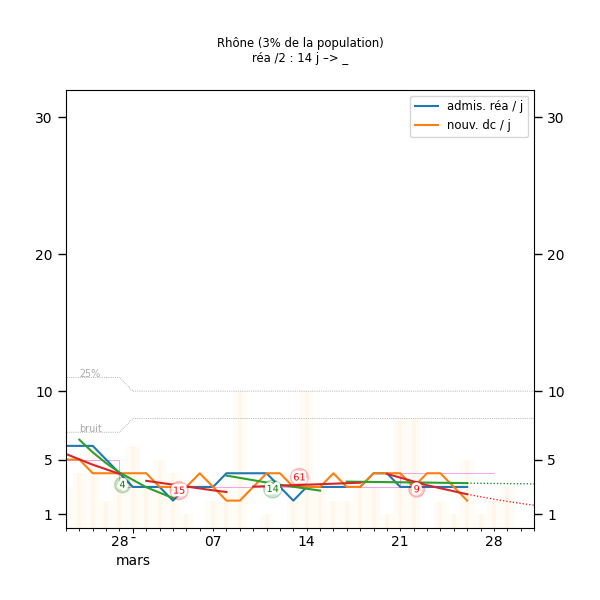 Rhône (3% de la population)
réa /2 : 14 j –> _
admis. réa / j
nouv. dc / j
30 30
20 20
25%
10 10
bruit
5 5
4 15 14 61 9
1 1
28 07 14 21 28
mars